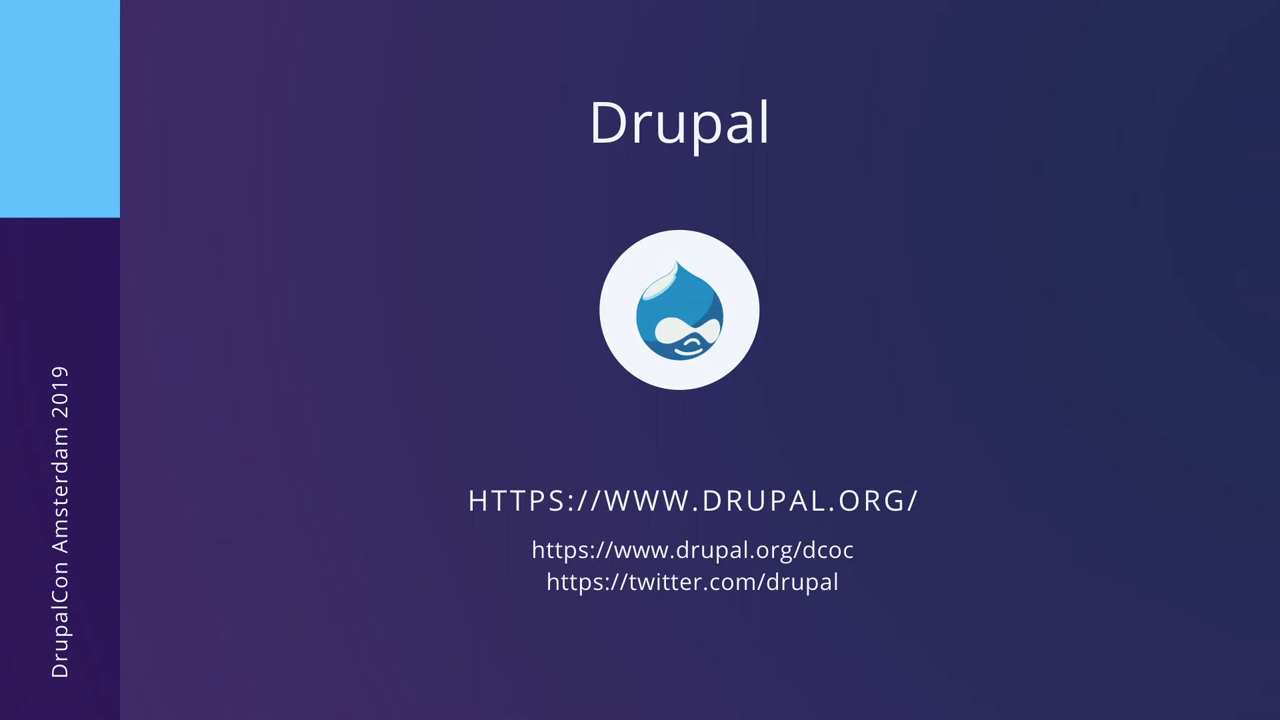 Drupal
HTTPS://WWW.DRUPAL.ORG/
https://www.drupal.org/dcoc
https://twitter.com/drupal
DrupalCon Amsterdam 2019